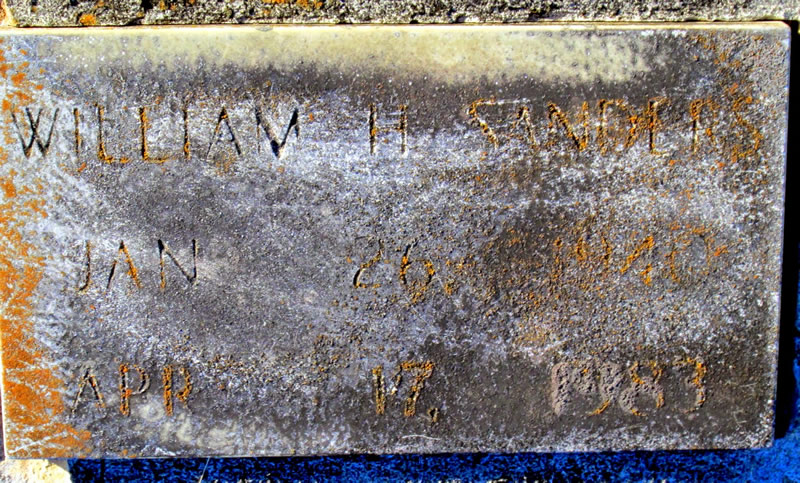 WILLIAM H SANDERS
JAN 26, 1940
APR 17, 1983